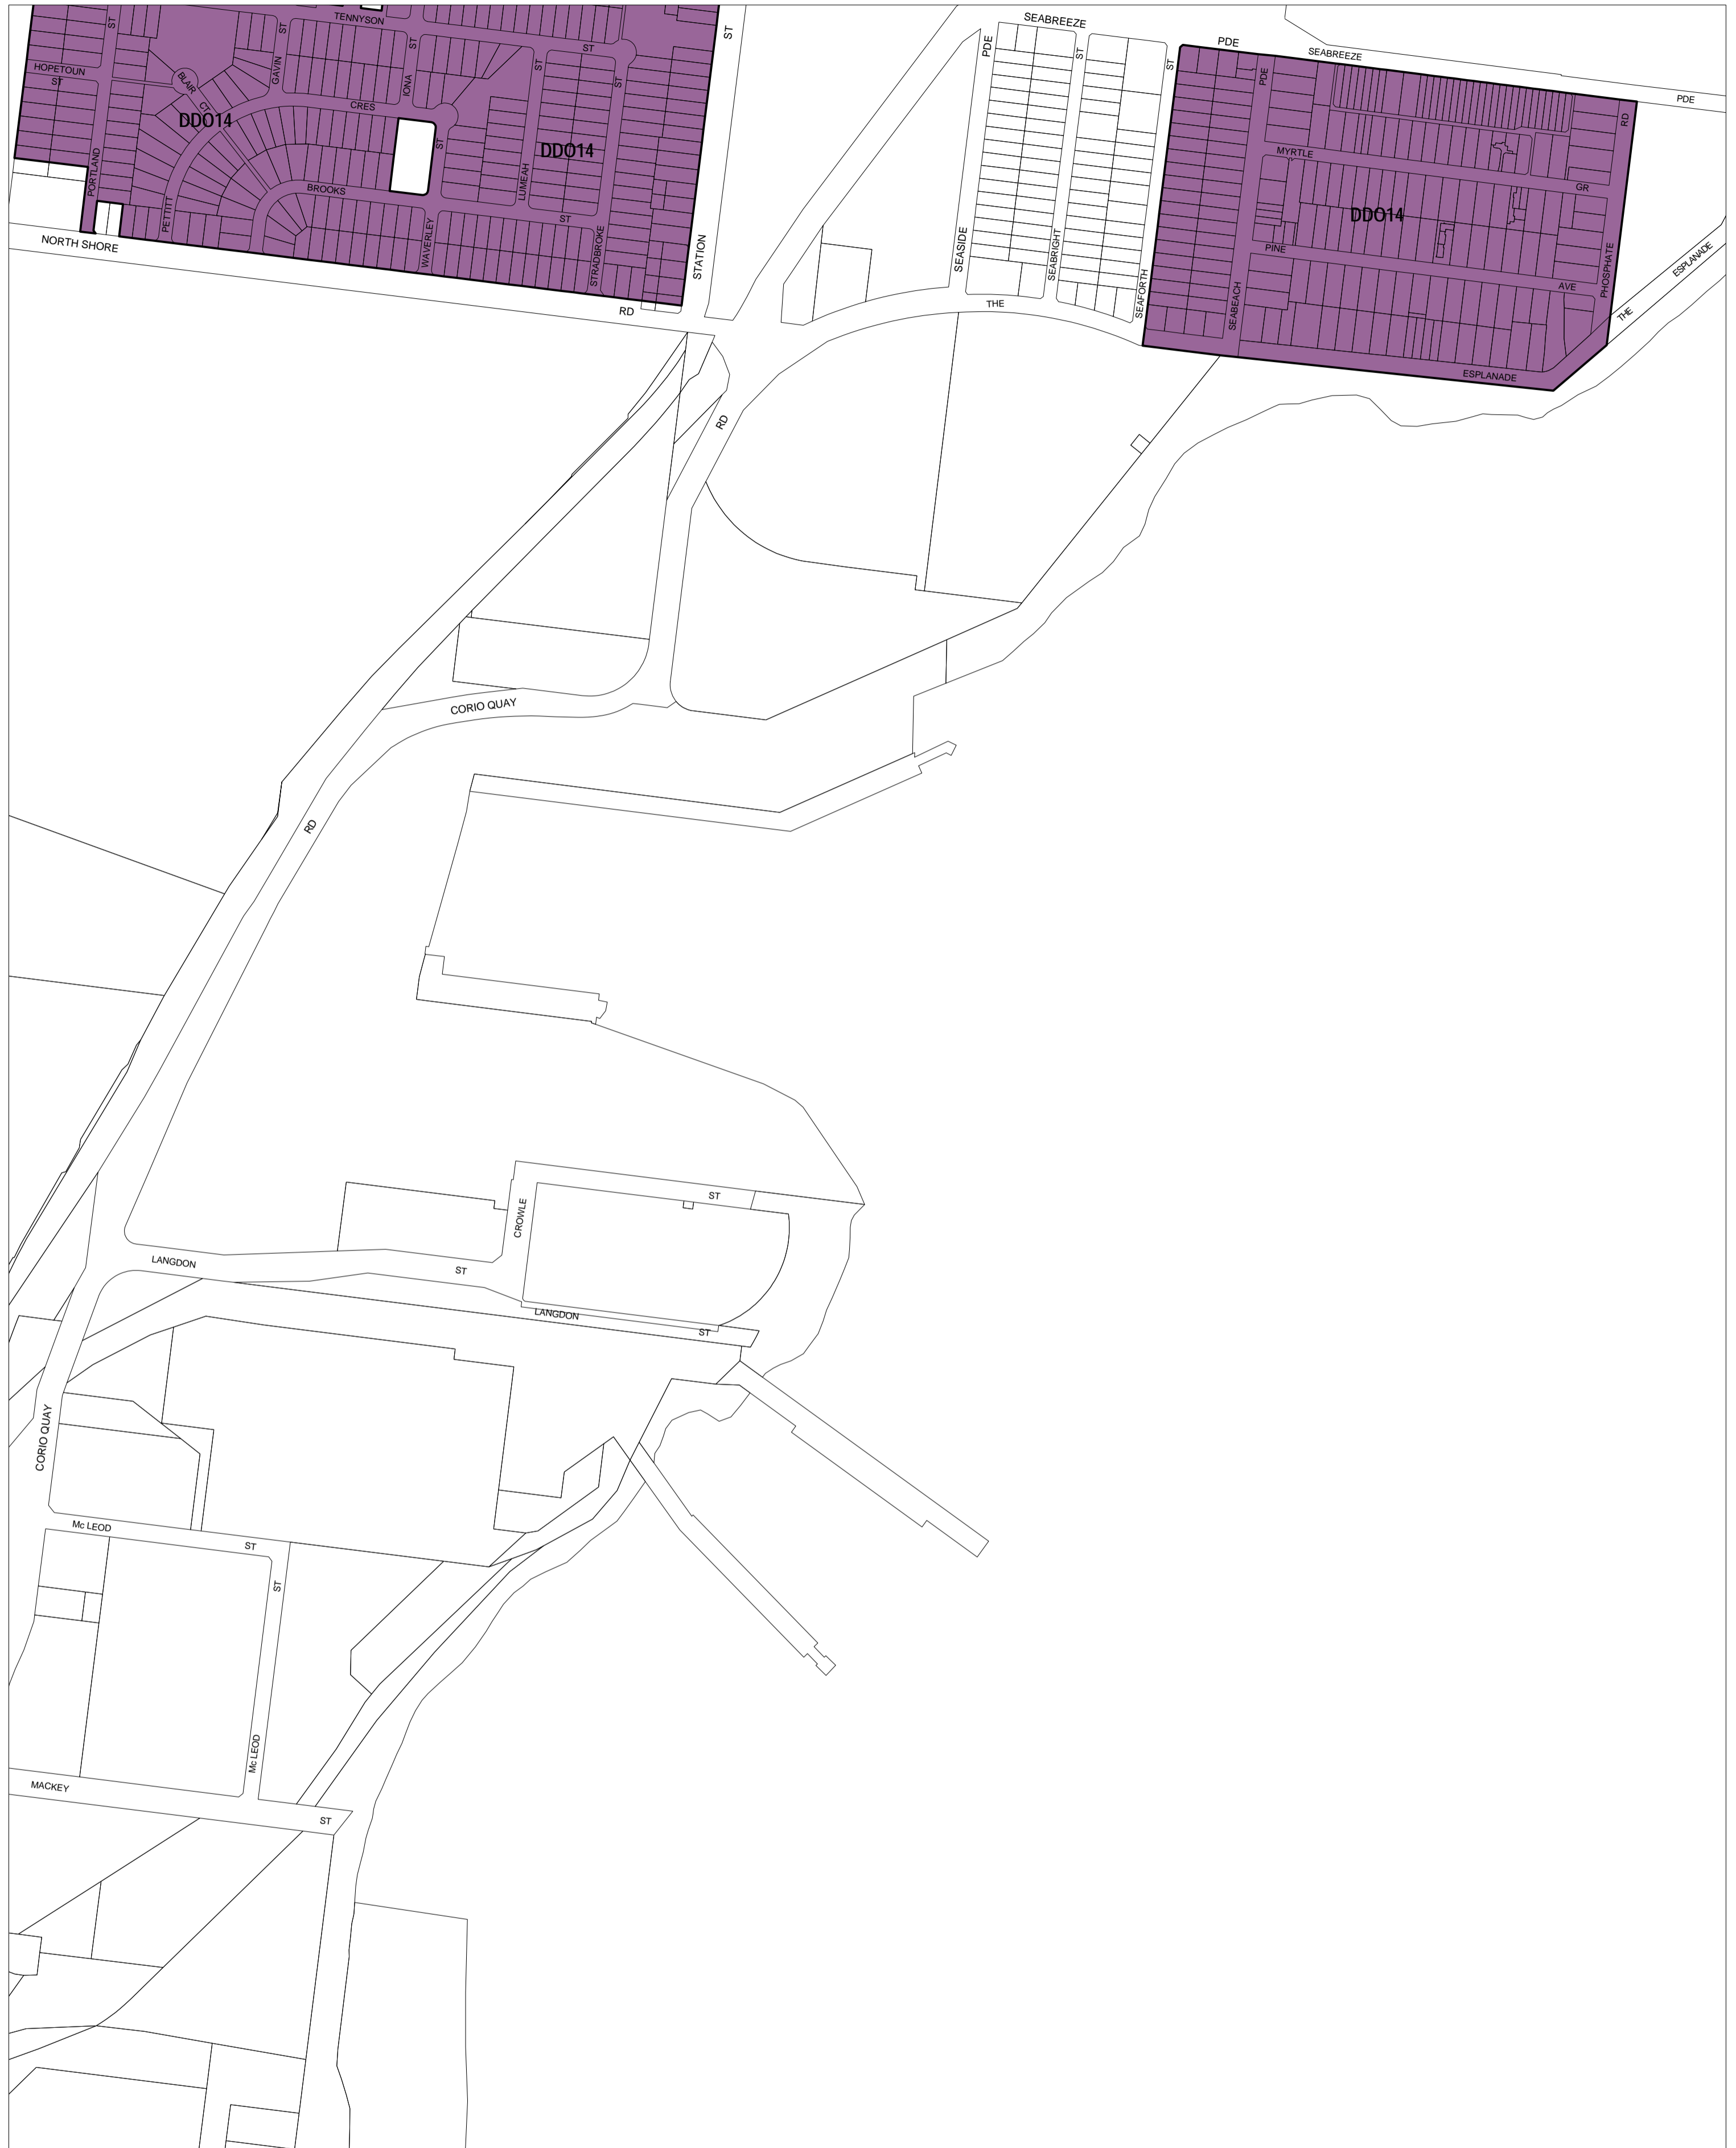 TENNYSON
ST
ST
ST
ST
ST
ST
ST
HOPETOUN
ST
BLAIR
CT
GAVIN
IONA
CRES
DDO14
DDO14
ST
PORTLAND
PETTITT
BROOKS
LUMEAH
ST
WAVERLEY
STRADBROKE
STATION
NORTH SHORE
RD
SEABREEZE
PDE
ST
ST
PDE
SEABREEZE
PDE
PDE
RD
MYRTLE
GR
DDO14
SEASIDE
SEABRIGHT
SEAFORTH
SEABEACH
PINE
AVE
PHOSPHATE
ESPLANADE
THE
THE
ESPLANADE
RD
CORIO QUAY
RD
CROWLE
ST
LANGDON
ST
LANGDON
ST
CORIO QUAY
Mc LEOD
ST
ST
Mc LEOD
MACKEY
ST